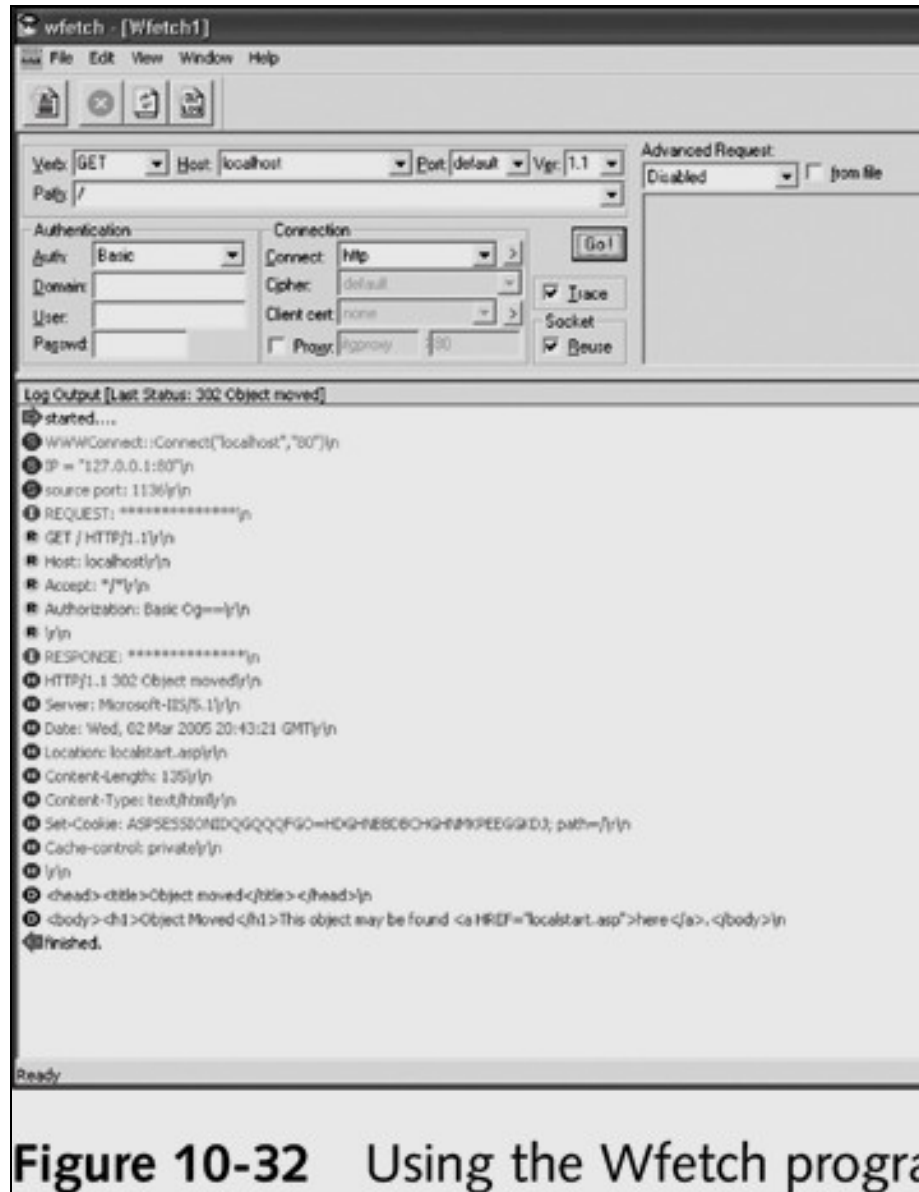 wfetch - [Wfetch1]
File Edit View Window Help
Verb: GET Host: localhost Port: default Ver: 1.1
Advanced Request:
Disabled from file
Path: /
Authentication
Connection
Auth: Basic
Connect: http >
Go!
Domain:
Cipher: default
Trace
User:
Client cert: none >
Socket
Passwd:
Proxy: itgproxy :80
Reuse
Log Output [Last Status: 302 Object moved]
started....
WWWConnect::Connect("localhost","80")\n
IP = "127.0.0.1:80"\n
source port: 1136\r\n
REQUEST: **************\n
GET / HTTP/1.1\r\n
Host: localhost\r\n
Accept: */*\r\n
Authorization: Basic Og==\r\n
\r\n
RESPONSE: **************\n
HTTP/1.1 302 Object moved\r\n
Server: Microsoft-IIS/5.1\r\n
Date: Wed, 02 Mar 2005 20:43:21 GMT\r\n
Location: localstart.asp\r\n
Content-Length: 135\r\n
Content-Type: text/html\r\n
Set-Cookie: path=/\r\n
Cache-control: private\r\n
\r\n
<head><title>Object moved</title></head>\n
<body><h1>Object Moved</h1>This object may be found <a HREF="localstart.asp">here</a>.</body>\n
finished.
Ready
Figure 10-32 Using the Wfetch progra